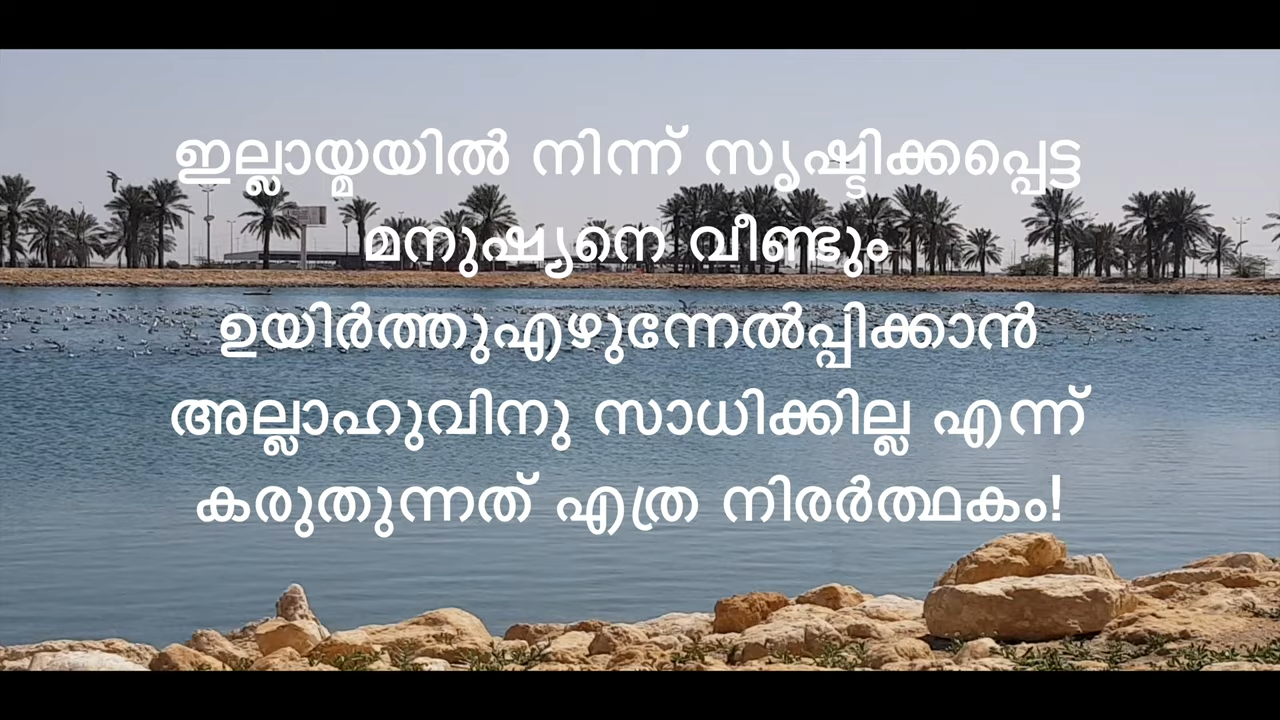 ഇല്ലായ്മയിൽ നിന്ന് സൃഷ്ടിക്കപ്പെട്ട
മനുഷ്യനെ വീണ്ടും
ഉയിർത്തുഎഴുന്നേൽപ്പിക്കാൻ
അല്ലാഹുവിനു സാധിക്കില്ല എന്ന്
കരുതുന്നത് എത്ര നിരർത്ഥകം!